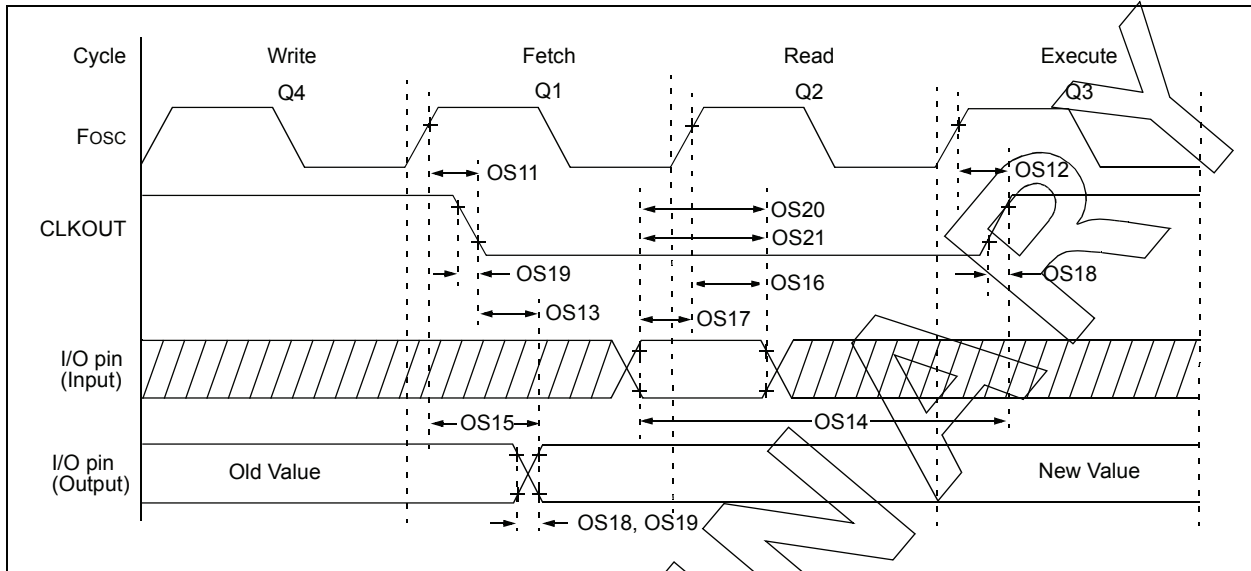 Cycle Write Fetch Read Execute
Q4 Q1 Q2 Q3
FOSC
OS11 OS12
CLKOUT
OS20
OS21
OS19 OS16 OS18
OS13 OS17
I/O pin
(Input)
OS15 OS14
I/O pin
(Output)
Old Value New Value
OS18, OS19